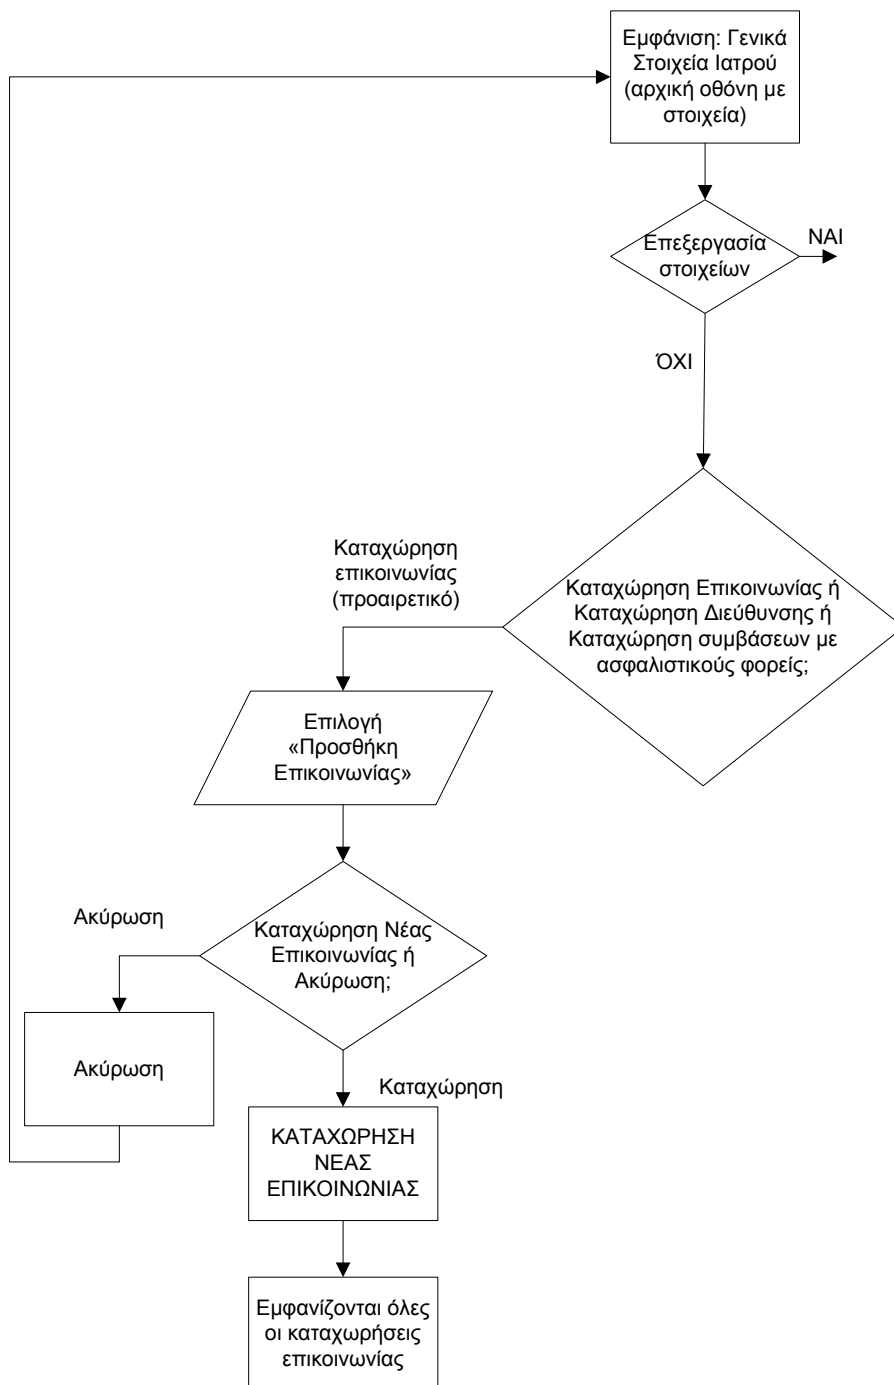 Εμφάνιση: Γενικά
Στοιχεία Ιατρού
(αρχική οθόνη με
στοιχεία)
Επεξεργασία
στοιχείων
ΝΑΙ
ΌΧΙ
Καταχώρηση
επικοινωνίας
(προαιρετικό)
Καταχώρηση Επικοινωνίας ή
Καταχώρηση Διεύθυνσης ή
Καταχώρηση συμβάσεων με
ασφαλιστικούς φορείς;
Επιλογή
«Προσθήκη
Επικοινωνίας»
Ακύρωση
Καταχώρηση Νέας
Επικοινωνίας ή
Ακύρωση;
Ακύρωση
Καταχώρηση
ΚΑΤΑΧΩΡΗΣΗ
ΝΕΑΣ
ΕΠΙΚΟΙΝΩΝΙΑΣ
Εμφανίζονται όλες
οι καταχωρήσεις
επικοινωνίας